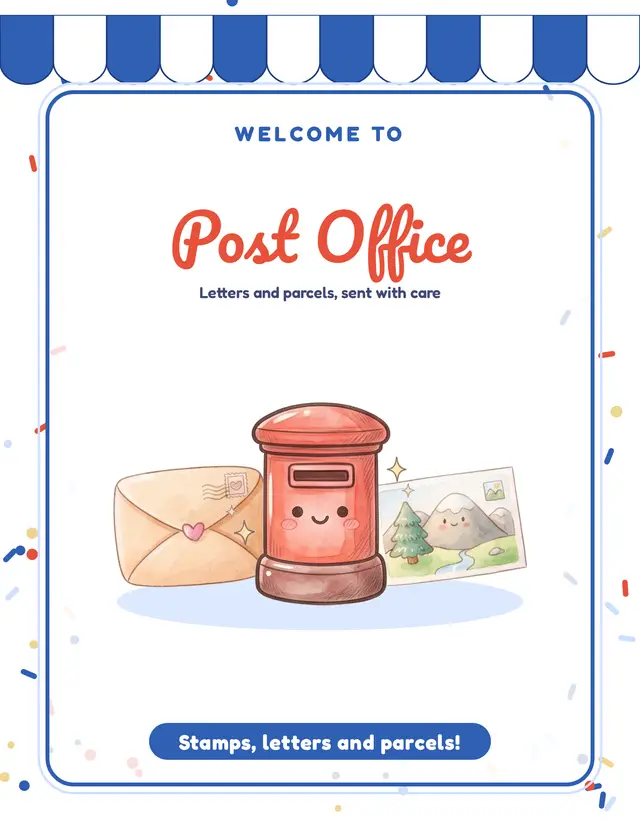 WELCOME TO
Post Office
Letters and parcels, sent with care
Stamps, letters and parcels!